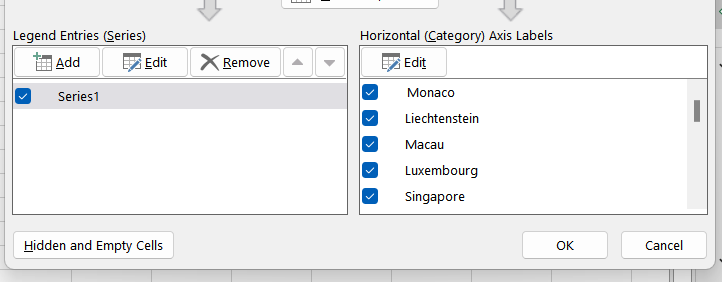 Legend Entries (Series)
Add Edit Remove
Series1
Horizontal (Category) Axis Labels
Edit
Monaco
Liechtenstein
Macau
Luxembourg
Singapore
Hidden and Empty Cells
OK Cancel